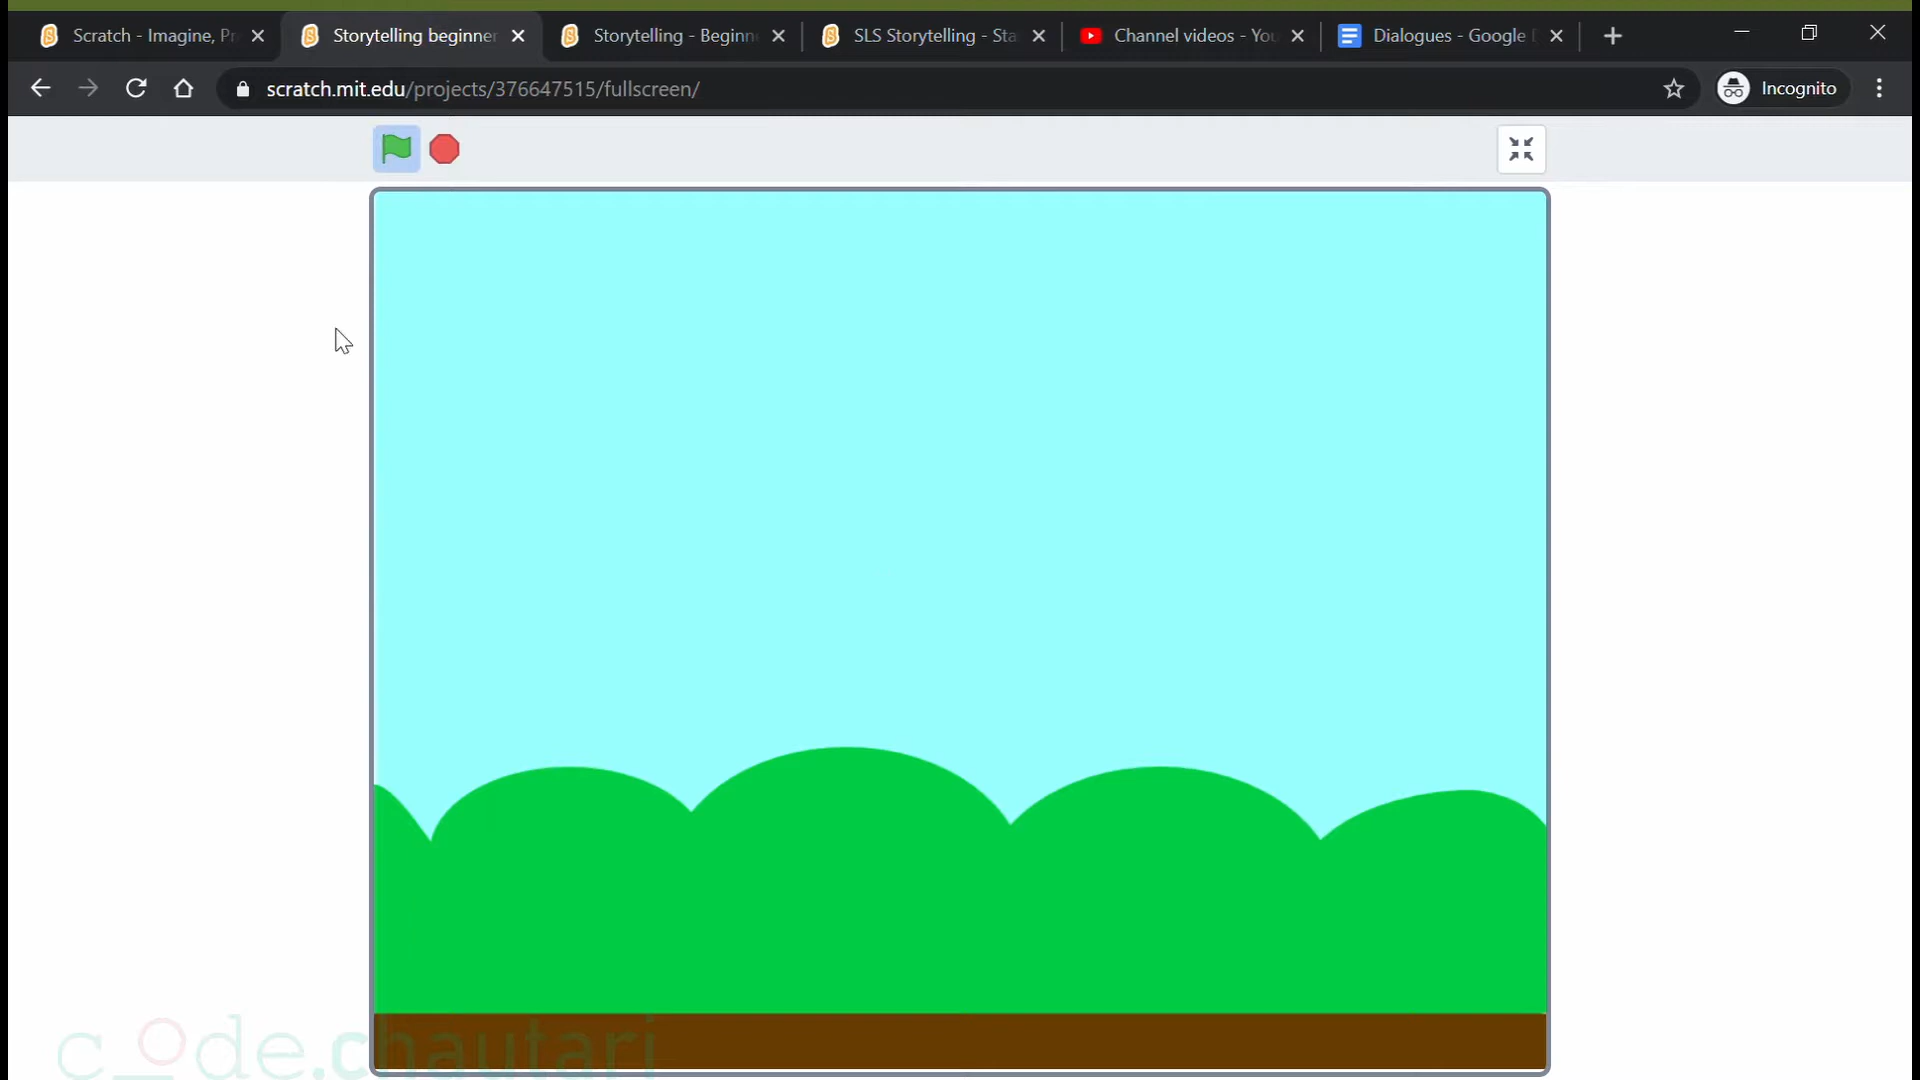 Scratch - Imagine, Pr
Storytelling beginner
Storytelling - Beginn
SLS Storytelling - Sta
Channel videos - You
Dialogues - Google D
scratch.mit.edu/projects/376647515/fullscreen/
Incognito
c_ode.chautari